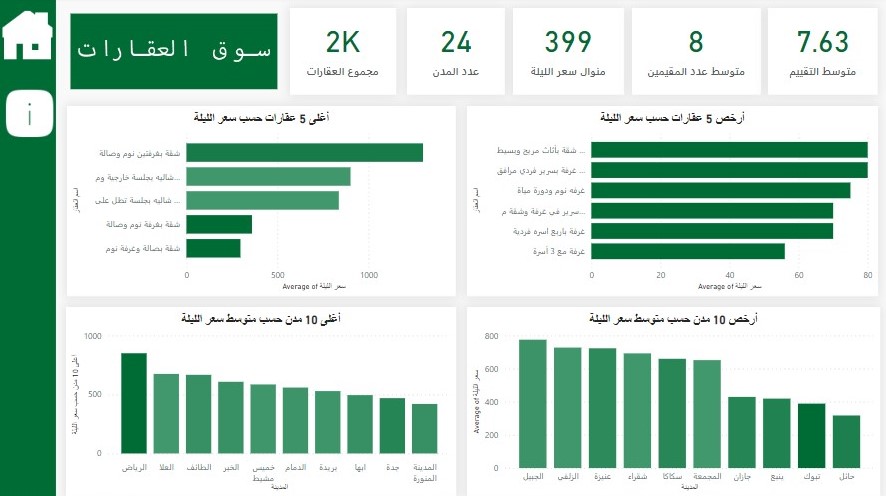 سوق العقارات
2K
مجموع العقارات
24
عدد المدن
399
منوال سعر الليلة
8
متوسط عدد المقيمين
7.63
متوسط التقييم
أغلى 5 عقارات حسب سعر الليلة
اسم العقار
شقة بغرفتين نوم وصالة
شاليه بجلسة خارجية وم...
شاليه بجلسة تطل على ...
شقة بغرفة نوم وصالة
شقة بصالة وغرفة نوم
0
500
1000
Average of سعر الليلة
أرخص 5 عقارات حسب سعر الليلة
اسم العقار
شقة بأثاث مريح وبسيط ...
غرفة بسرير فردي مرافق ...
غرفه نوم ودورة مياة
سرير في غرفة وشقة م...
غرفة باربع اسره فردية
غرفة مع 3 أسرة
0
20
40
60
80
Average of سعر الليلة
أغلى 10 مدن حسب متوسط سعر الليلة
أغلى 10 مدن حسب سعر الليلة
1000
500
0
الرياض
العلا
الطائف
الخبر
خميس مشيط
الدمام
بريدة
ابها
جدة
المدينة المنورة
المدينة
أرخص 10 مدن حسب متوسط سعر الليلة
Average of سعر الليلة
800
600
400
200
0
الجبيل
الزلفي
عنيزة
شقراء
سكاكا
المجمعة
جازان
ينبع
تبوك
حائل
المدينة